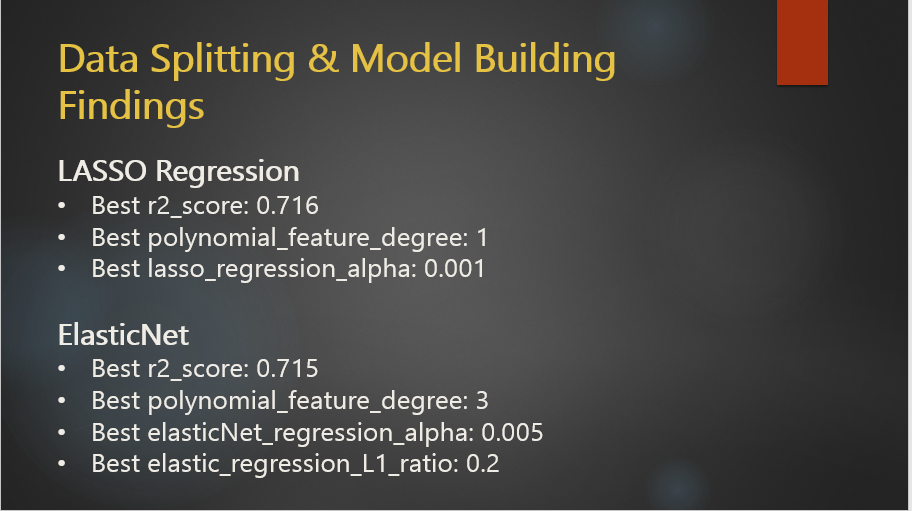 Data Splitting & Model Building
Findings
LASSO Regression
• Best r2_score: 0.716
• Best polynomial_feature_degree: 1
• Best lasso_regression_alpha: 0.001
ElasticNet
• Best r2_score: 0.715
• Best polynomial_feature_degree: 3
• Best elasticNet_regression_alpha: 0.005
• Best elastic_regression_L1_ratio: 0.2